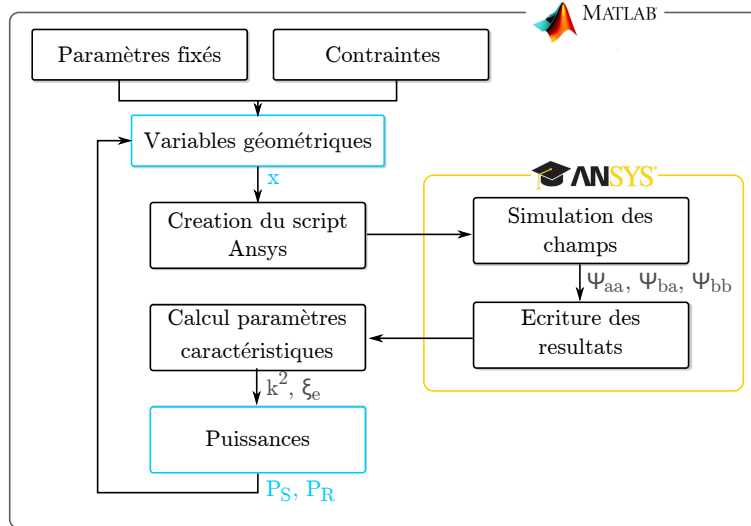 MATLAB
Paramètres fixés
Contraintes
Variables géométriques
x
ANSYS
Creation du script
Ansys
Simulation des
champs
Ψaa, Ψba, Ψbb
Calcul paramètres
caractéristiques
Ecriture des
resultats
k², ξe
Puissances
PS, PR